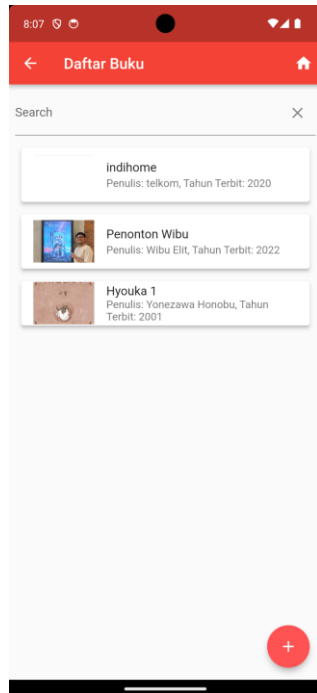 8:07
Daftar Buku
Search
indihome
Penulis: telkom, Tahun Terbit: 2020
Penonton Wibu
Penulis: Wibu Elit, Tahun Terbit: 2022
Hyouka 1
Penulis: Yonezawa Honobu, Tahun
Terbit: 2001